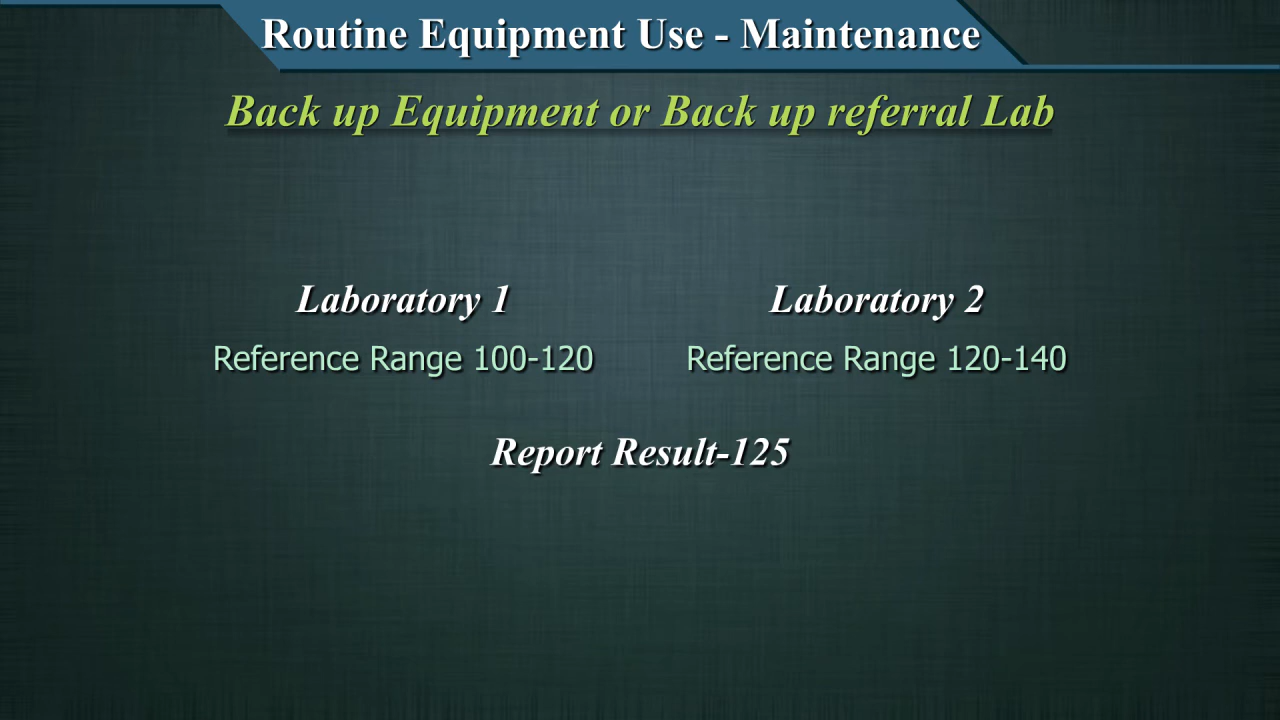 Routine Equipment Use - Maintenance
Back up Equipment or Back up referral Lab
Laboratory 1
Laboratory 2
Reference Range 100-120
Reference Range 120-140
Report Result-125